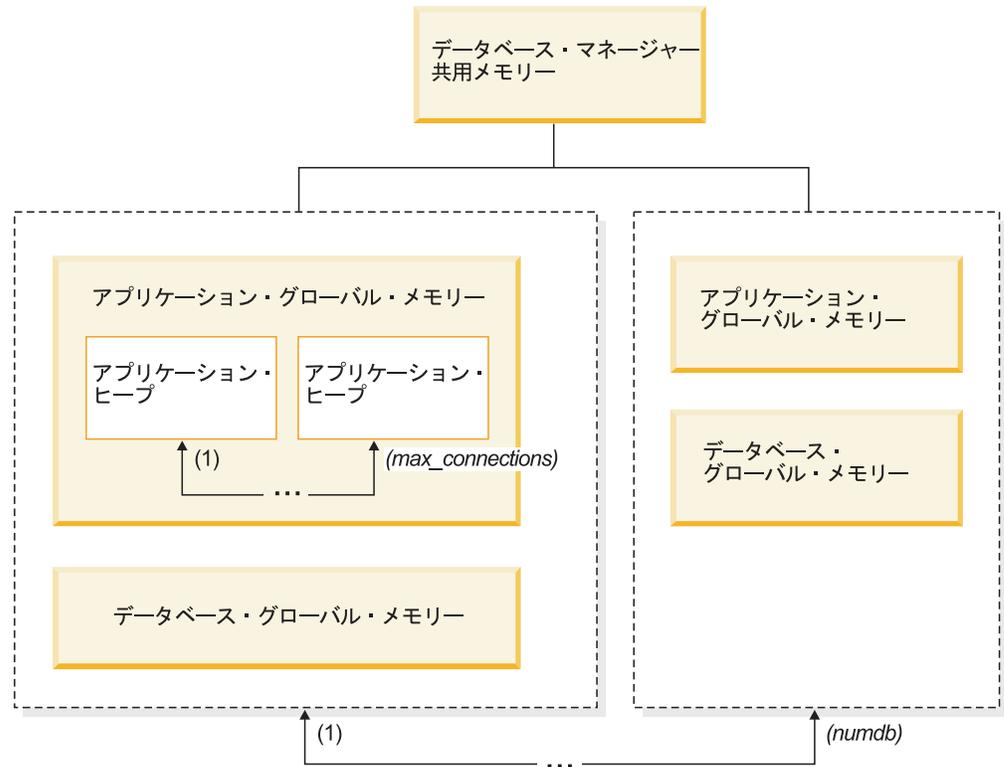 データベース・マネージャー
共用メモリー
アプリケーション・グローバル・メモリー
アプリケーション・
ヒープ
アプリケーション・
ヒープ
(1)
(max_connections)
...
データベース・グローバル・メモリー
アプリケーション・
グローバル・メモリー
データベース・
グローバル・メモリー
(1)
(numdb)
...